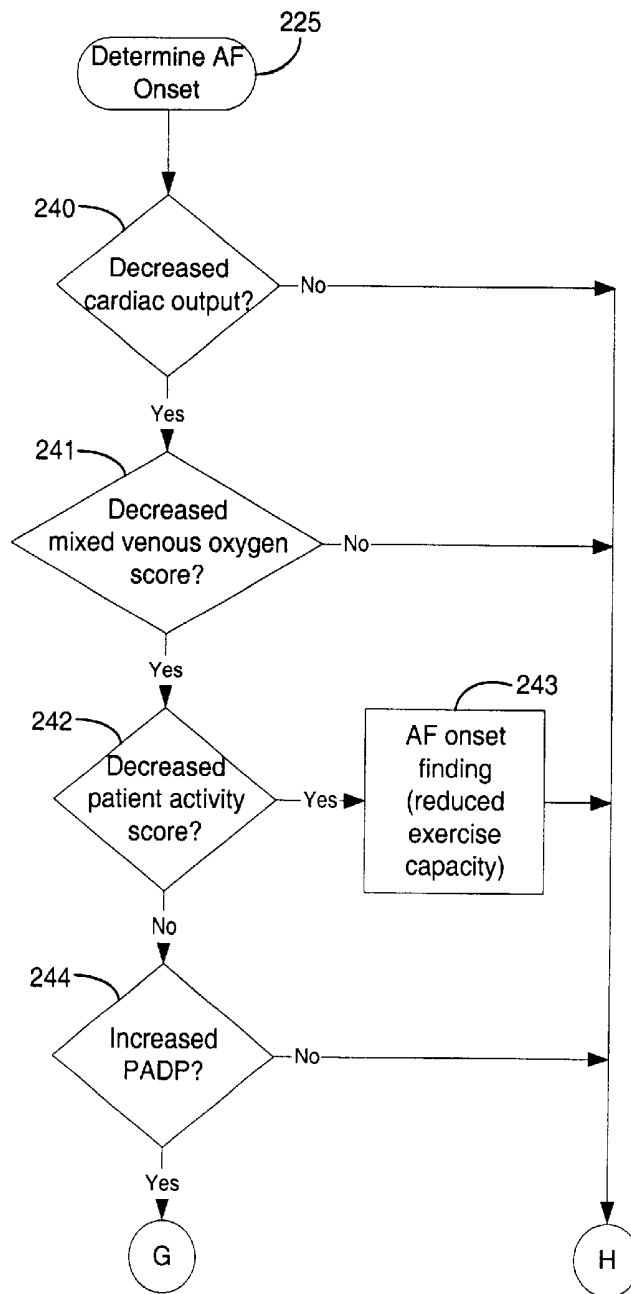 225
Determine AF
Onset
240
Decreased
cardiac output?
No
Yes
241
Decreased
mixed venous oxygen
score?
No
Yes
242
Decreased
patient activity
score?
Yes
243
AF onset
finding
(reduced
exercise
capacity)
No
244
Increased
PADP?
No
Yes
G
H